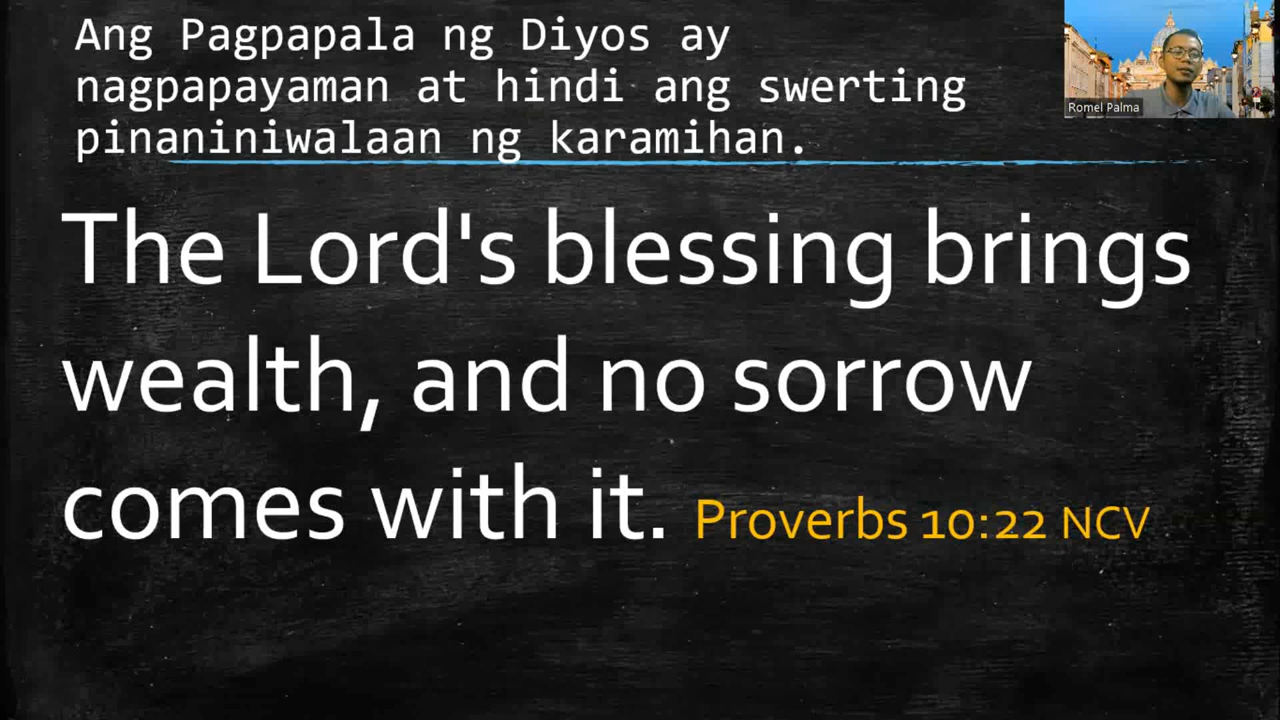 Ang Pagpapala ng Diyos ay
nagpapayaman at hindi ang swerting
pinaniniwalaan ng karamihan.
Romel Palma
The Lord's blessing brings
wealth, and no sorrow
comes with it. Proverbs 10:22 NCV